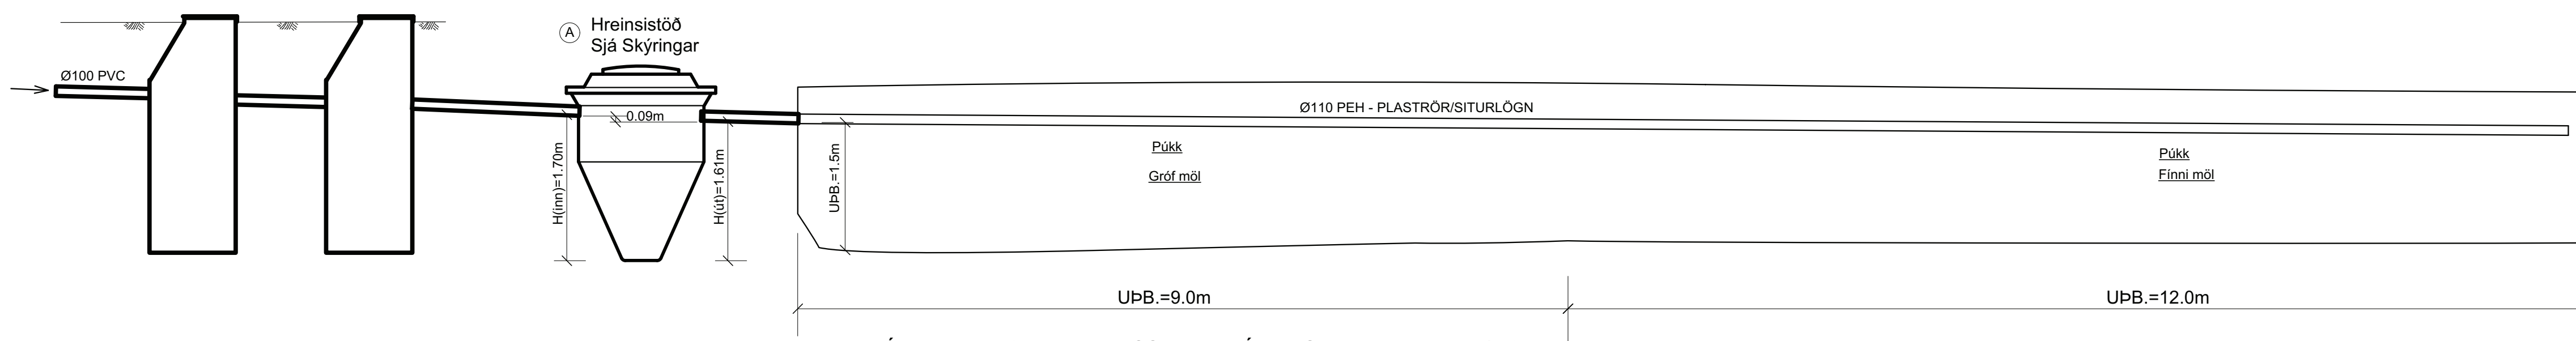 A
Hreinsistöð
Sjá Skýringar
Ø100 PVC
0.09m
H(inn)=1.70m
H(út)=1.61m
UÞB.=1.5m
Ø110 PEH - PLASTRÖR/SITURLÖGN
Púkk
Gróf möl
Púkk
Fínni möl
UÞB.=9.0m
UÞB.=12.0m